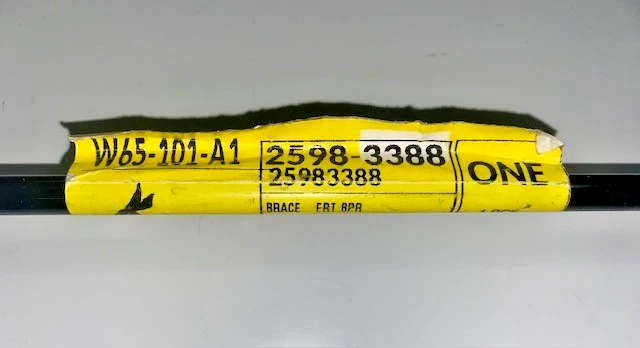 W65-101-A1
2598-3388
25983388
BRACE FRT BPR
ONE